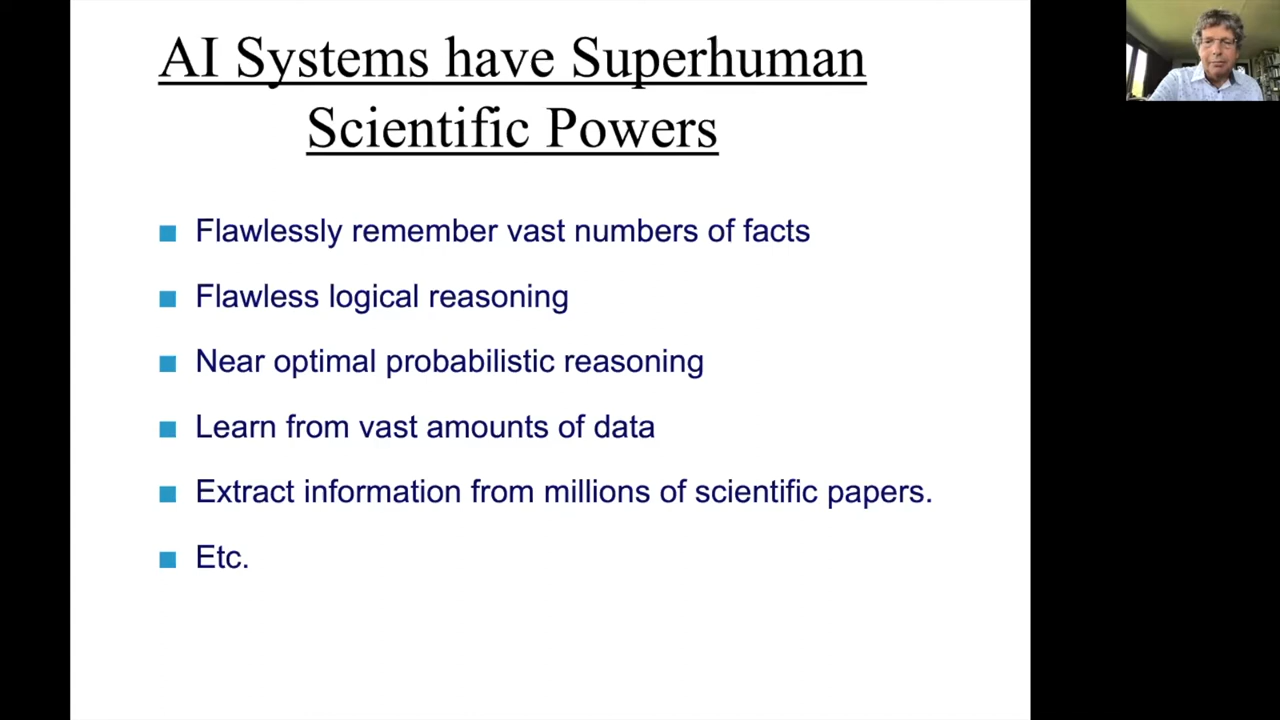 AI Systems have Superhuman
Scientific Powers
Flawlessly remember vast numbers of facts
Flawless logical reasoning
Near optimal probabilistic reasoning
Learn from vast amounts of data
Extract information from millions of scientific papers.
Etc.